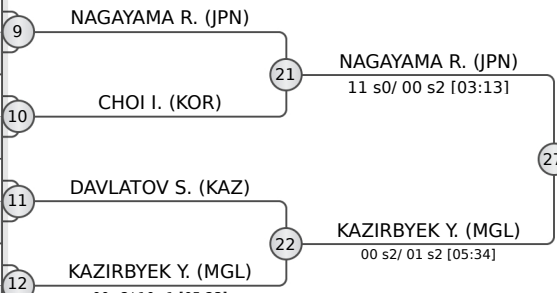 9
NAGAYAMA R. (JPN)
21
NAGAYAMA R. (JPN)
11 s0/ 00 s2 [03:13]
10
CHOI I. (KOR)
27
11
DAVLATOV S. (KAZ)
22
KAZIRBYEK Y. (MGL)
00 s2/ 01 s2 [05:34]
12
KAZIRBYEK Y. (MGL)